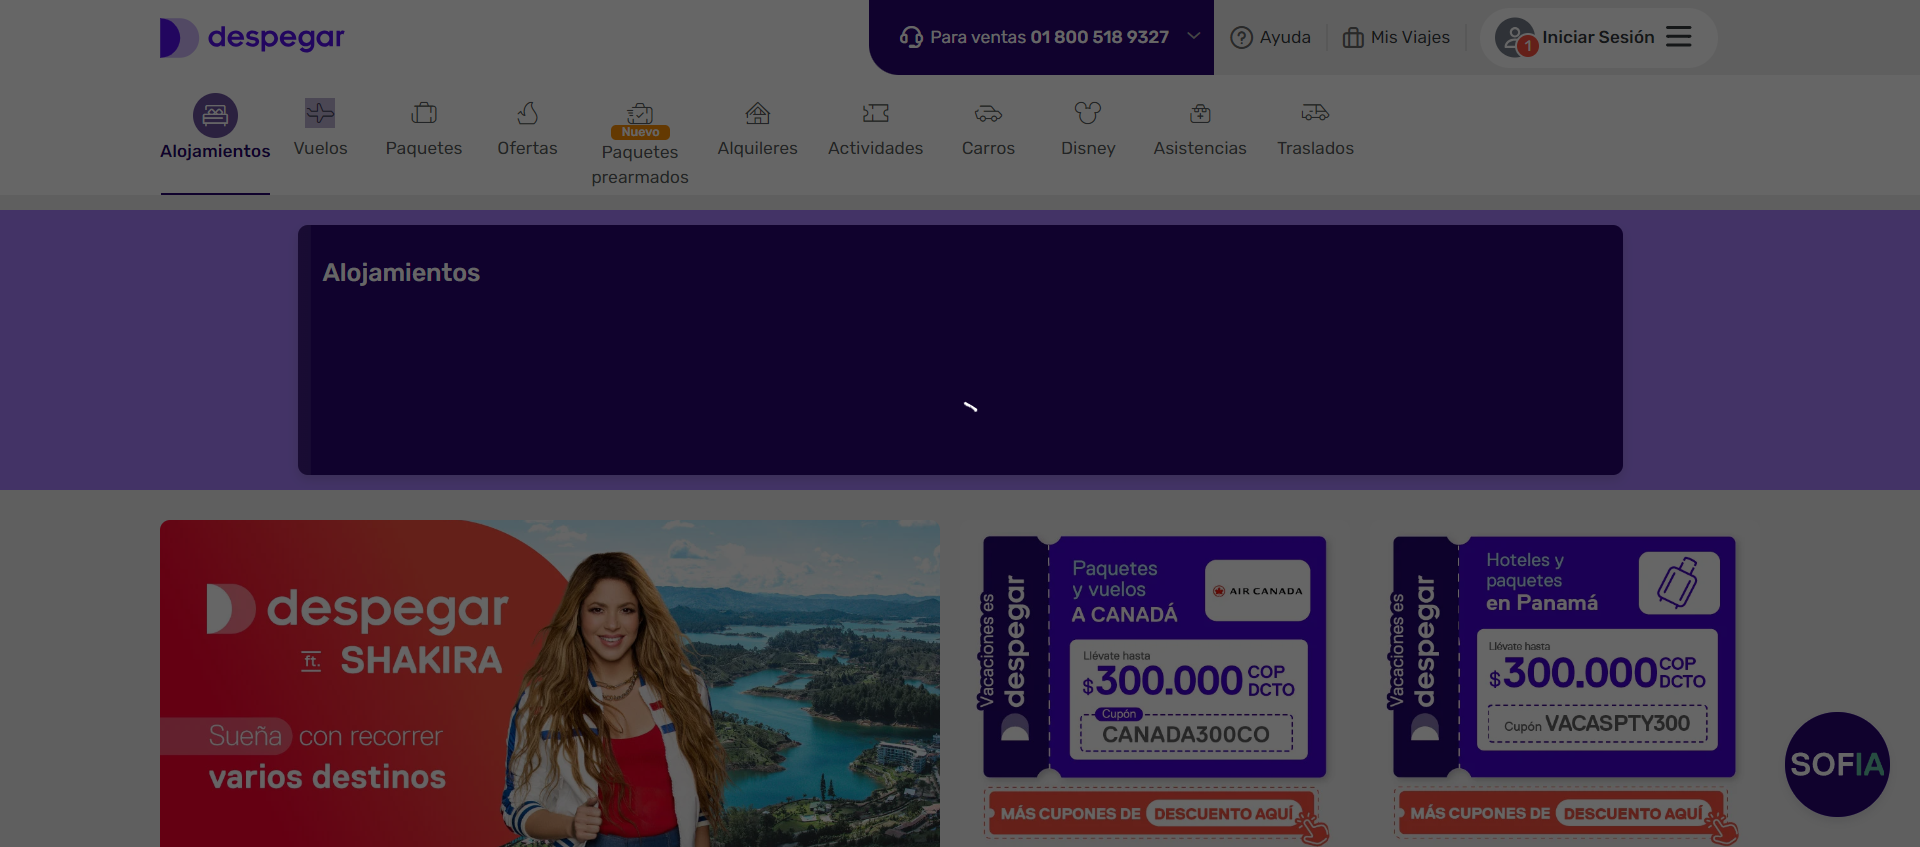 despegar
Para ventas 01 800 518 9327
Ayuda
Mis Viajes
1
Iniciar Sesión
Alojamientos
Vuelos
Paquetes
Ofertas
Nuevo
Paquetes
prearmados
Alquileres
Actividades
Carros
Disney
Asistencias
Traslados
Alojamientos
despegar
ft. SHAKIRA
Sueña con recorrer
varios destinos
Vacaciones es
despegar
Paquetes
y vuelos
A CANADÁ
AIR CANADA
Llévate hasta
$300.000 COP
DCTO
Cupón
CANADA300CO
MÁS CUPONES DE DESCUENTO AQUÍ
Vacaciones es
despegar
Hoteles y
paquetes
en Panamá
Llévate hasta
$300.000 COP
DCTO
Cupón VACASPTY300
MÁS CUPONES DE DESCUENTO AQUÍ
SOFIA